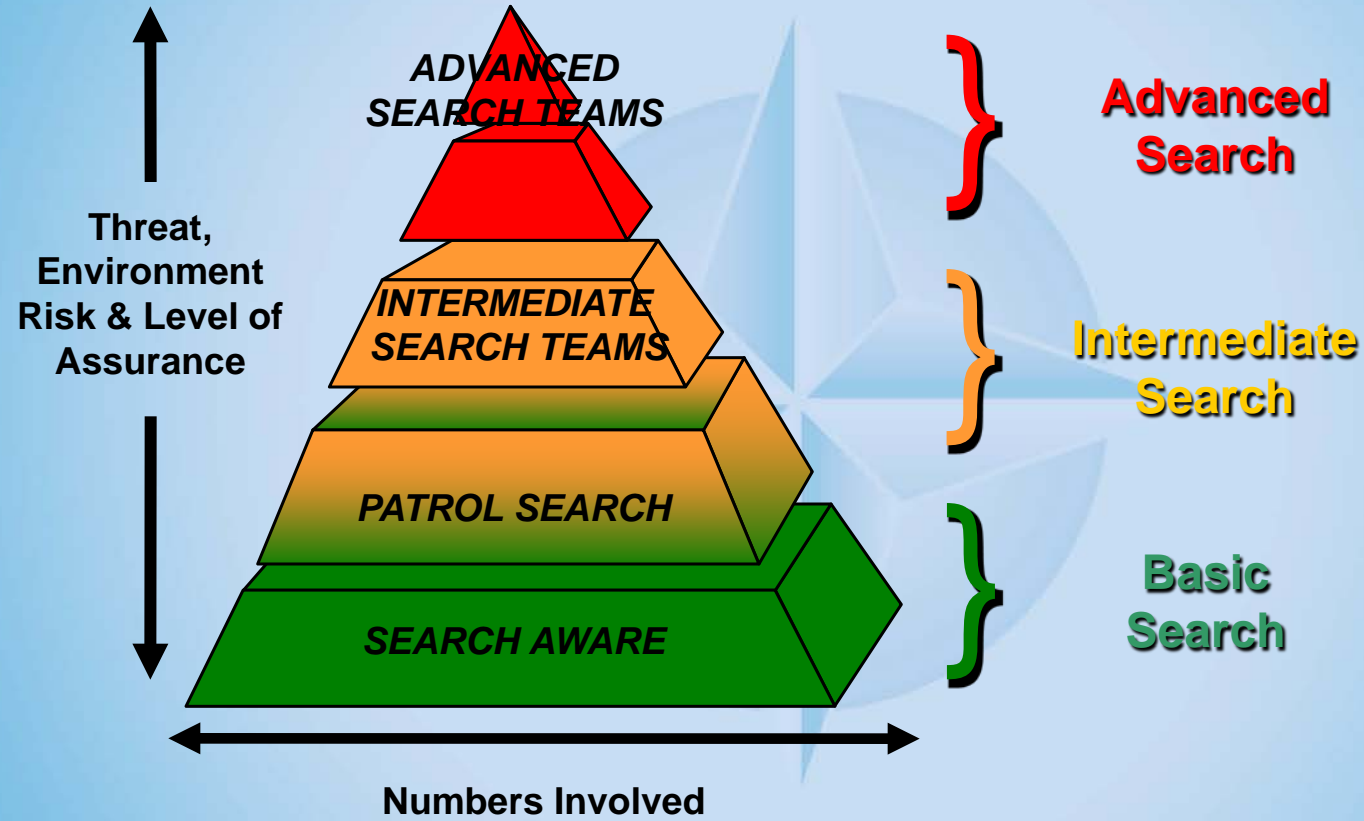 ADVANCED
SEARCH TEAMS
Advanced
Search
Threat,
Environment
Risk & Level of
Assurance
INTERMEDIATE
SEARCH TEAMS
Intermediate
Search
PATROL SEARCH
SEARCH AWARE
Basic
Search
Numbers Involved